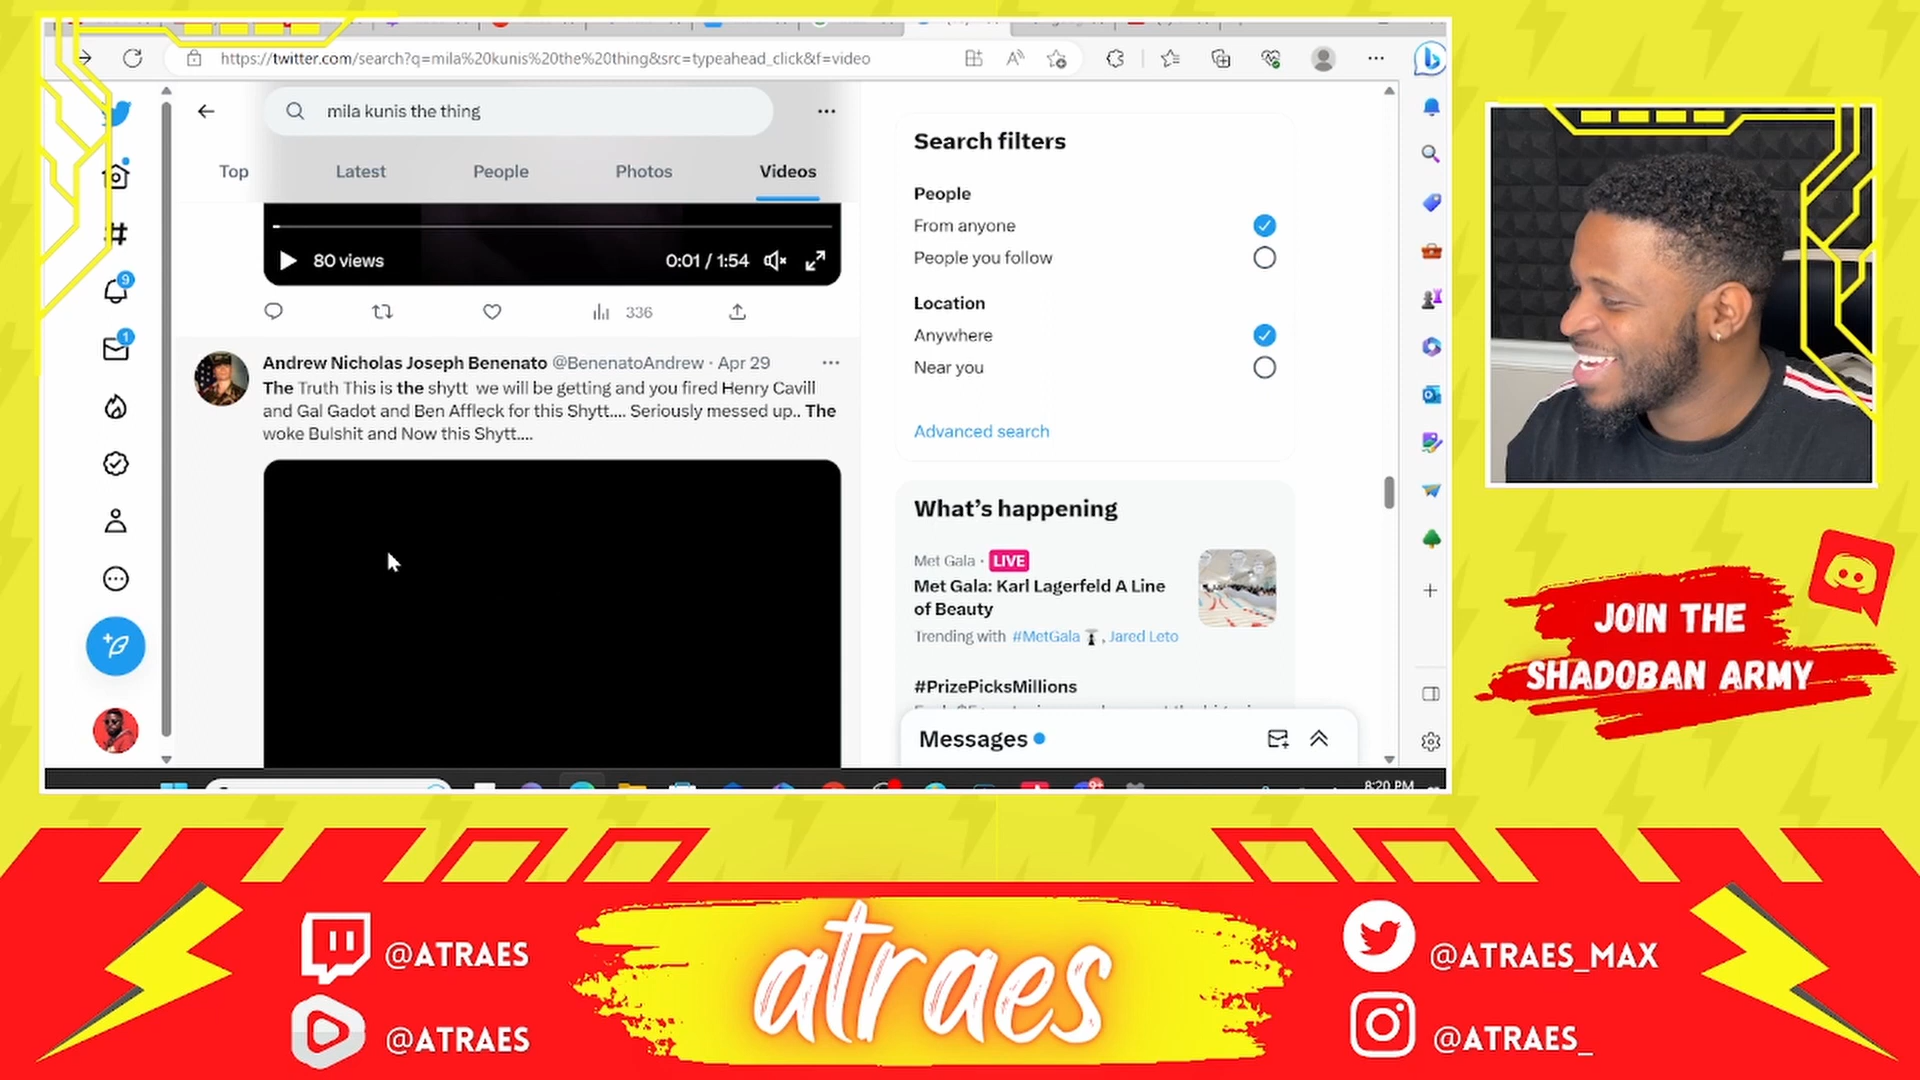 https://twitter.com/search?q=mila%20kunis%20the%20thing&src=typeahead_click&f=video
mila kunis the thing
Top
Latest
People
Photos
Videos
80 views
0:01 / 1:54
336
Andrew Nicholas Joseph Benenato @BenenatoAndrew · Apr 29
The Truth This is the shytt we will be getting and you fired Henry Cavill
and Gal Gadot and Ben Affleck for this Shytt.... Seriously messed up.. The
woke Bulshit and Now this Shytt....
9
1
Search filters
People
From anyone
People you follow
Location
Anywhere
Near you
Advanced search
What's happening
Met Gala · LIVE
Met Gala: Karl Lagerfeld A Line
of Beauty
Trending with #MetGala, Jared Leto
#PrizePicksMillions
Messages
8:20 PM
JOIN THE
SHADOBAN ARMY
@ATRAES
@ATRAES
atraes
@ATRAES_MAX
@ATRAES_